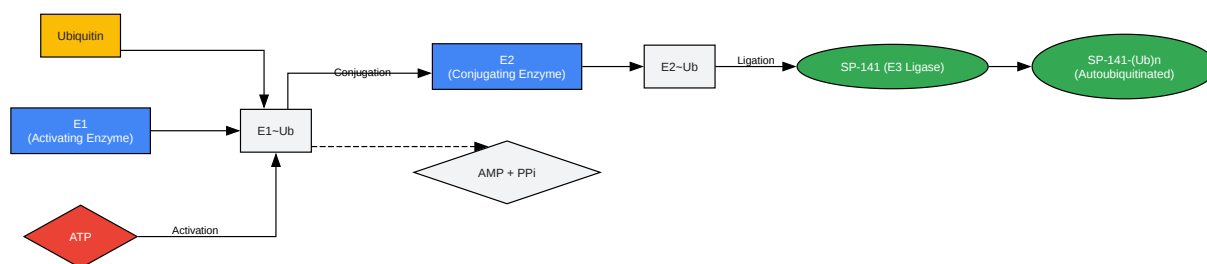 Ubiquitin
E1
(Activating Enzyme)
ATP
Activation
E1~Ub
Conjugation
AMP + PPi
E2
(Conjugating Enzyme)
E2~Ub
Ligation
SP-141 (E3 Ligase)
SP-141-(Ub)n
(Autoubiquitinated)